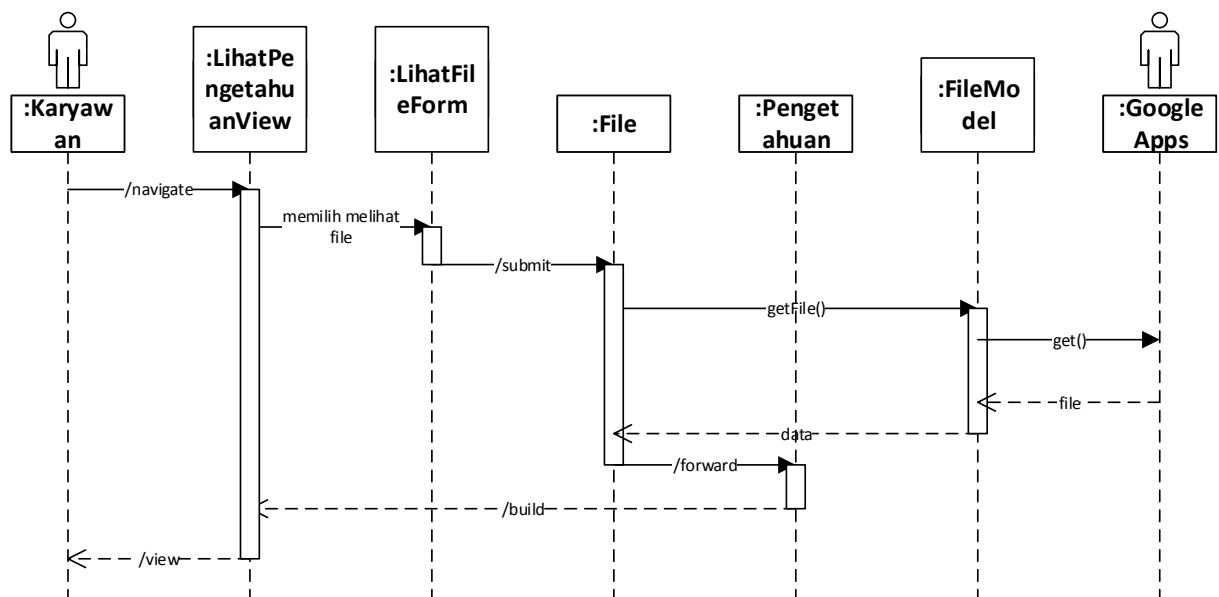 :Karyaw
an
:LihatPe
ngetahu
anView
:LihatFil
eForm
:File
:Penget
ahuan
:FileMo
del
:Google
Apps
/navigate
memilih melihat
file
/submit
getFile()
get()
file
data
/forward
/build
/view